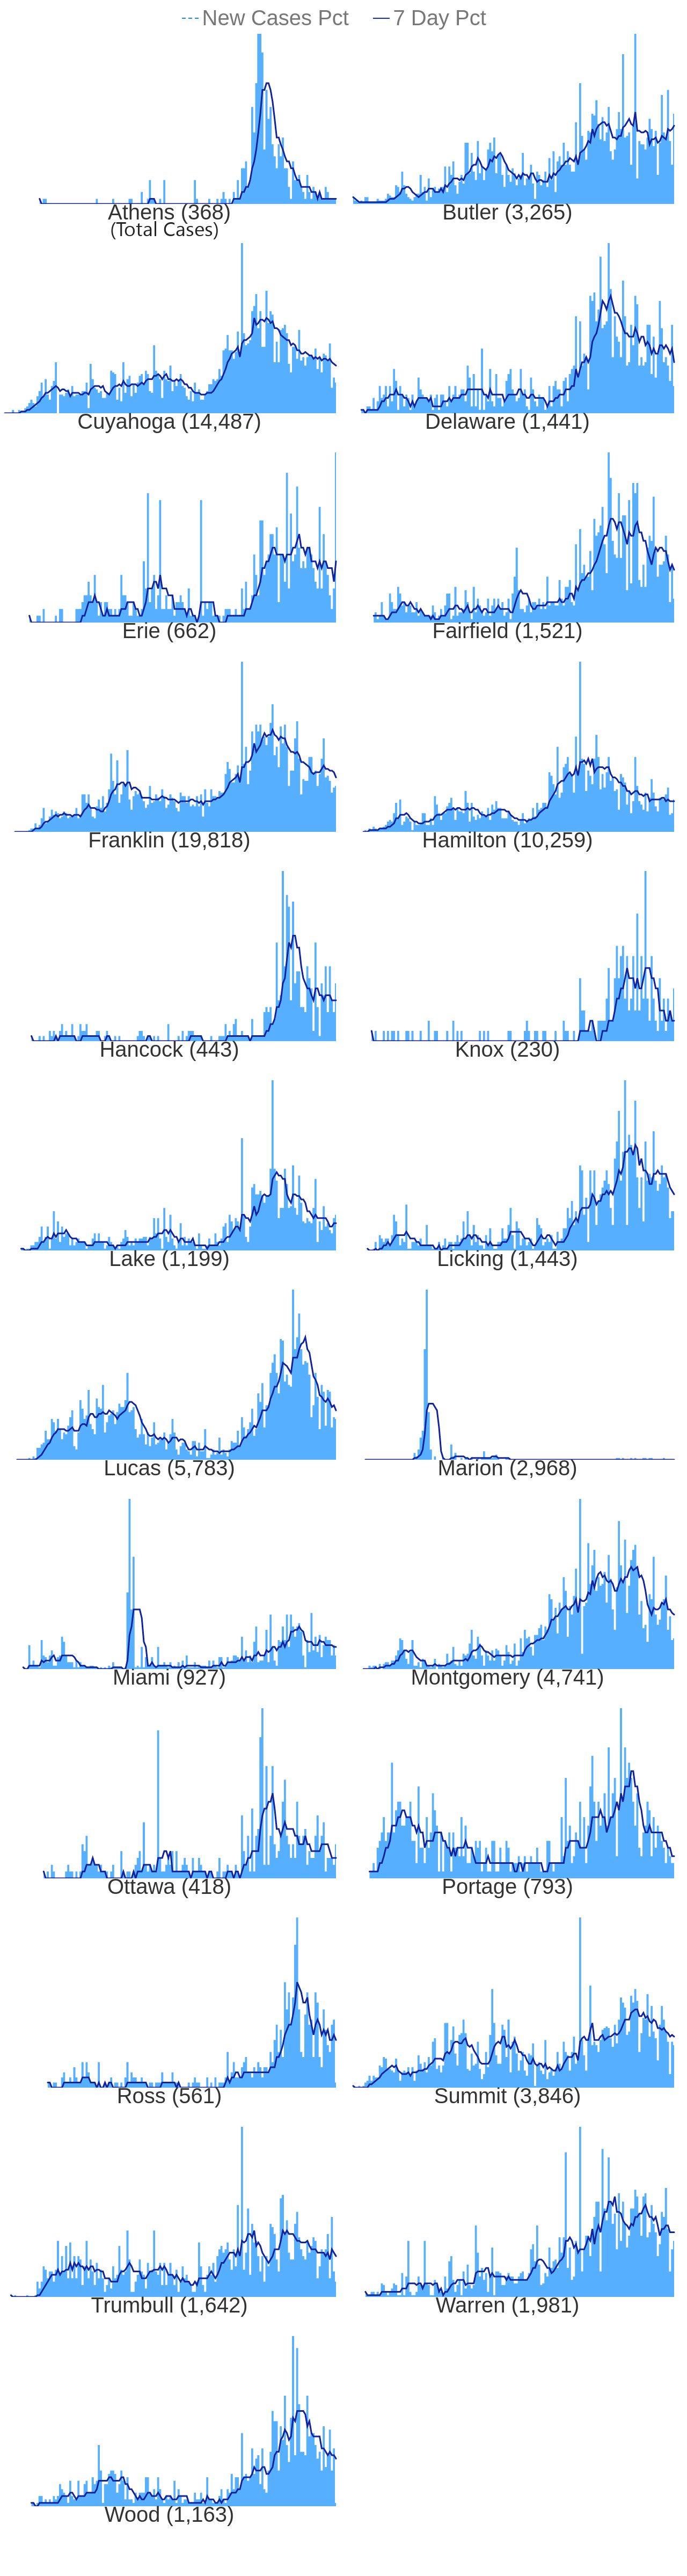 New Cases Pct 7 Day Pct
Athens (368) Butler (3,265)
(Total Cases)
Cuyahoga (14,487) Delaware (1,441)
Erie (662) Fairfield (1,521)
Franklin (19,818) Hamilton (10,259)
Hancock (443) Knox (230)
Lake (1,199) Licking (1,443)
Lucas (5,783) Marion (2,968)
Miami (927) Montgomery (4,741)
Ottawa (418) Portage (793)
Ross (561) Summit (3,846)
Trumbull (1,642) Warren (1,981)
Wood (1,163)